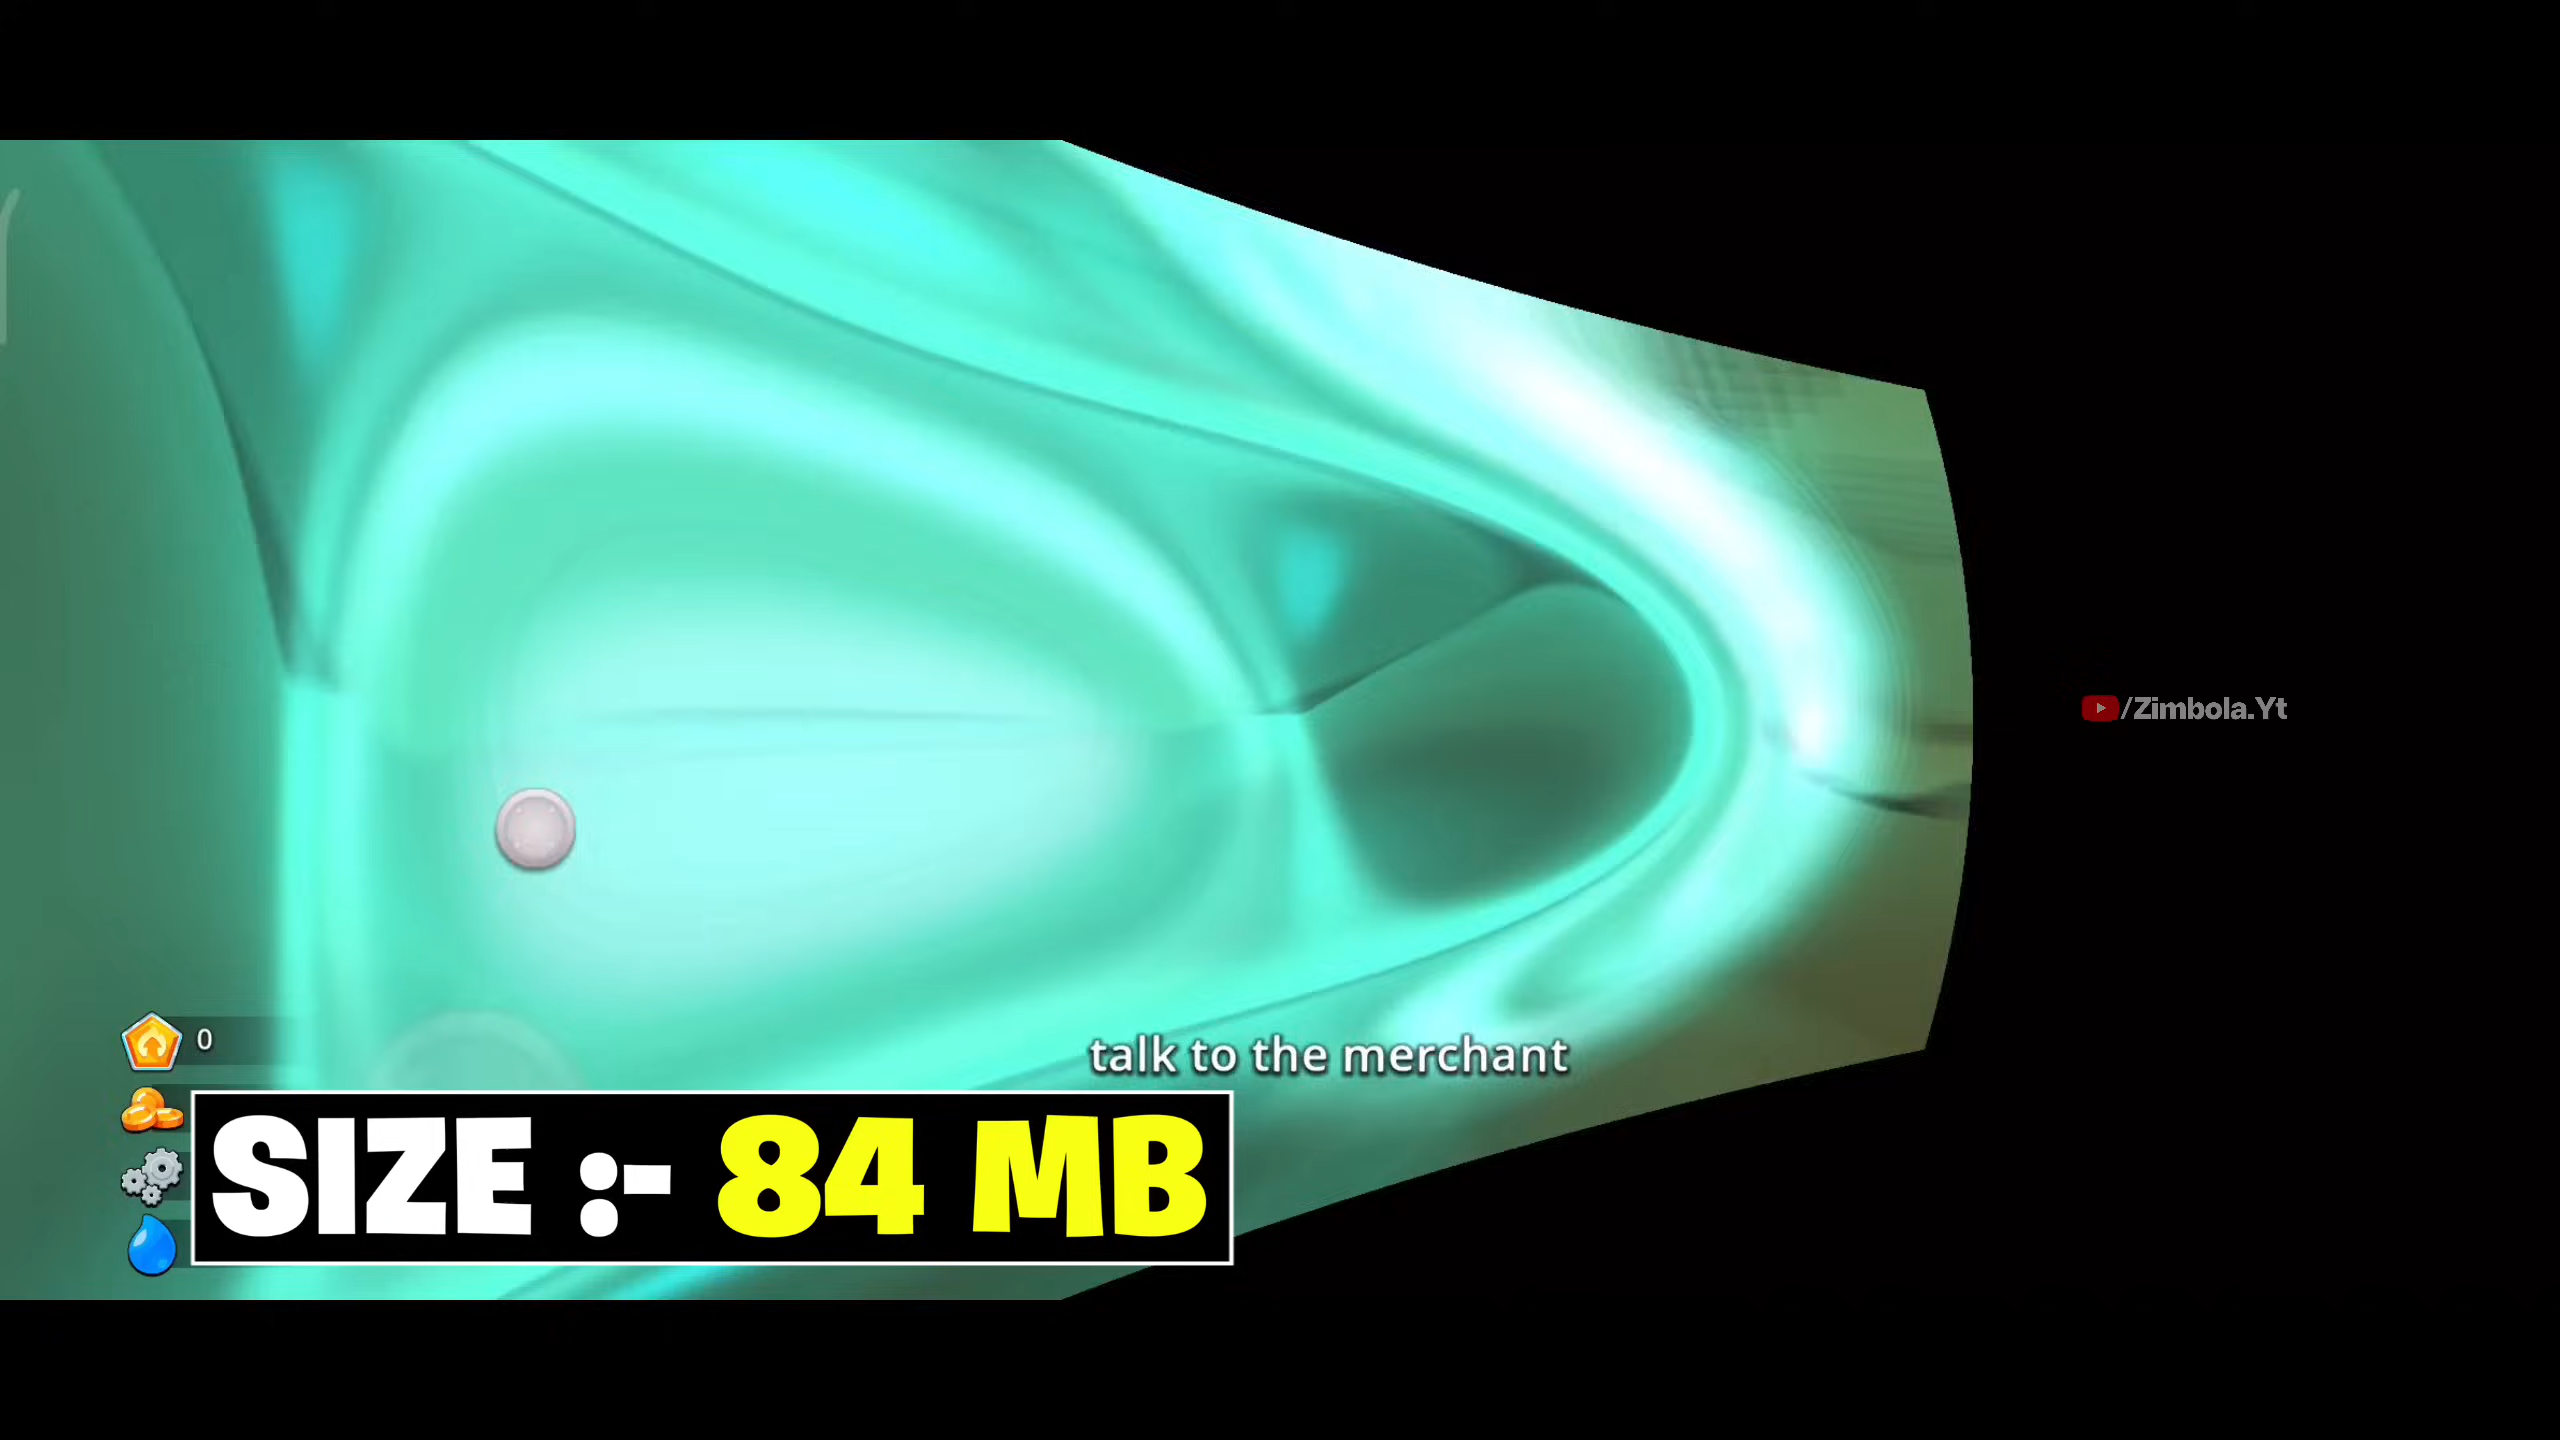 /Zimbola.Yt
0
talk to the merchant
SIZE :- 84 MB